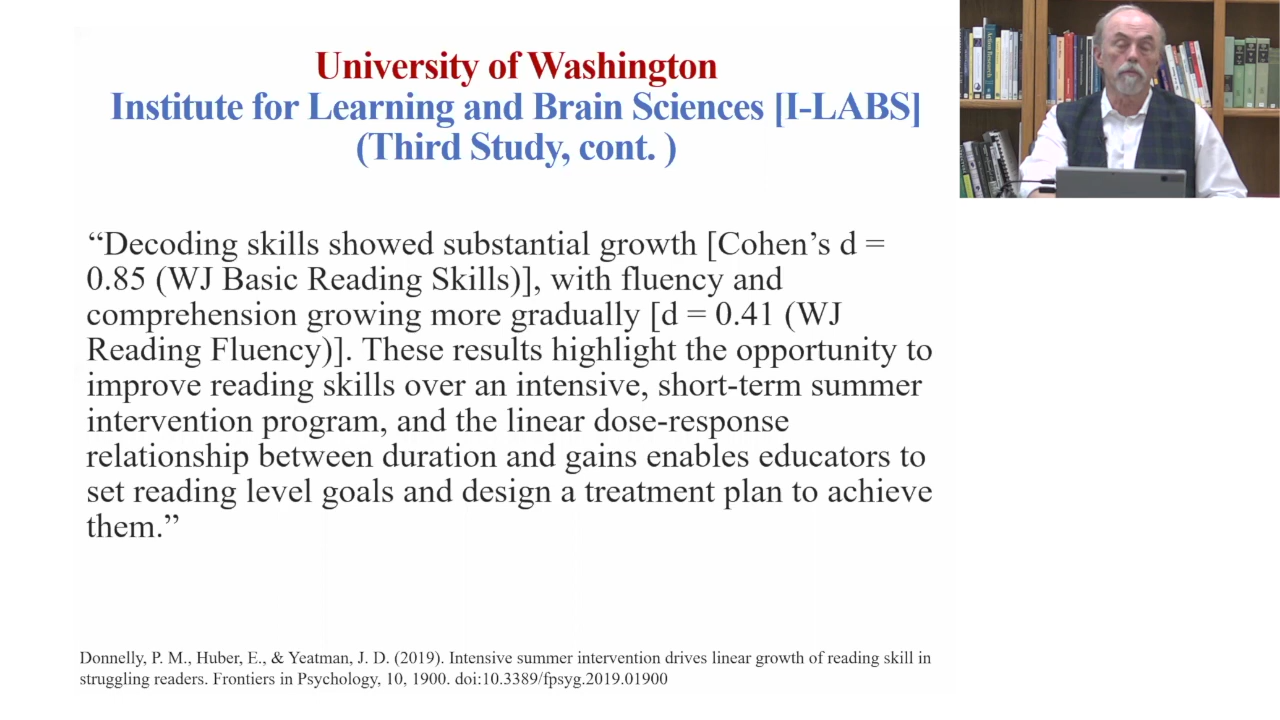 University of Washington
Institute for Learning and Brain Sciences [I-LABS]
(Third Study, cont. )
“Decoding skills showed substantial growth [Cohen’s d =
0.85 (WJ Basic Reading Skills)], with fluency and
comprehension growing more gradually [d = 0.41 (WJ
Reading Fluency)]. These results highlight the opportunity to
improve reading skills over an intensive, short-term summer
intervention program, and the linear dose-response
relationship between duration and gains enables educators to
set reading level goals and design a treatment plan to achieve
them.”
Donnelly, P. M., Huber, E., & Yeatman, J. D. (2019). Intensive summer intervention drives linear growth of reading skill in
struggling readers. Frontiers in Psychology, 10, 1900. doi:10.3389/fpsyg.2019.01900
Action Research